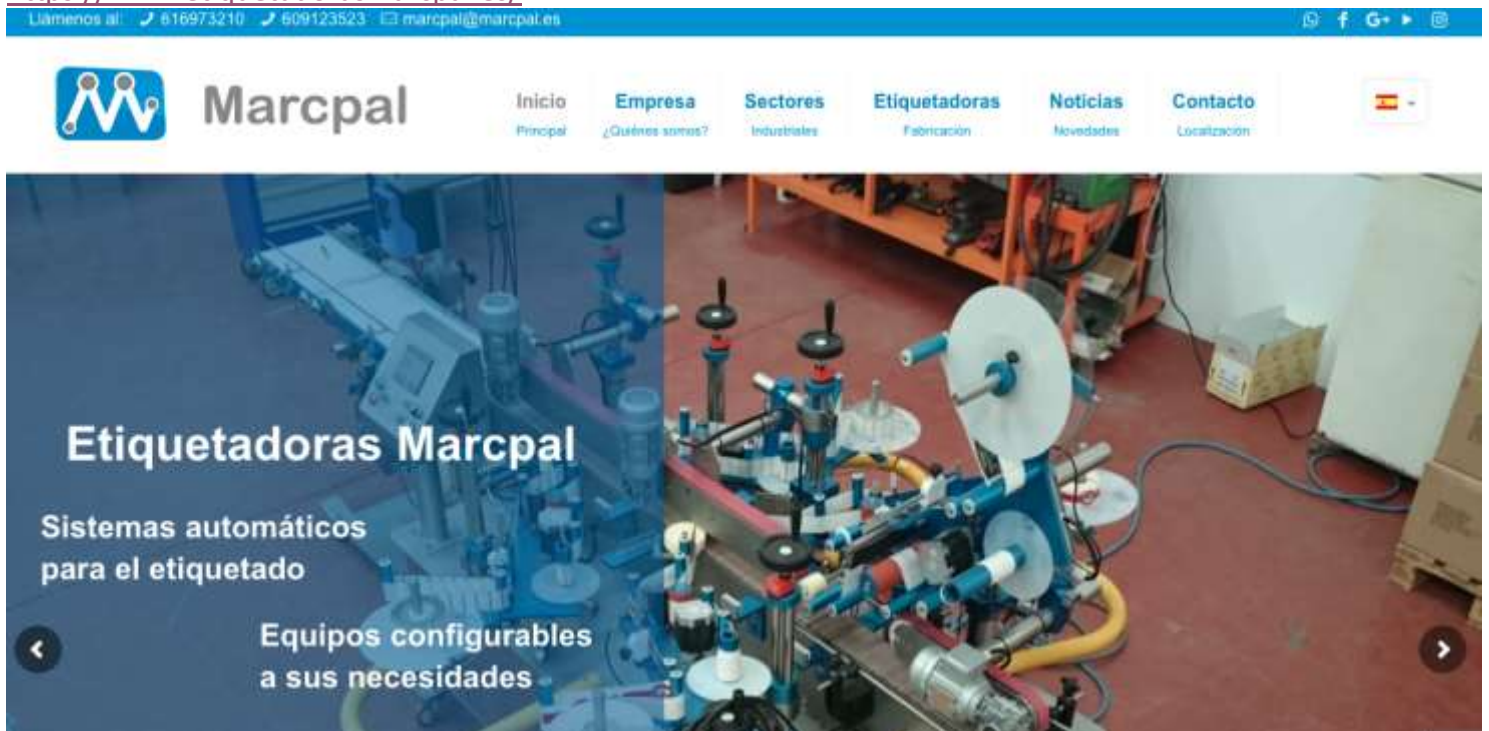 Llámenos al: 616973210 609123523 marcpal@marcpal.es
Marcpal
Inicio Empresa Sectores Etiquetadoras Noticias Contacto
Principal ¿Quiénes somos? Industriales Fabricación Novedades Localización
Etiquetadoras Marcpal
Sistemas automáticos
para el etiquetado
Equipos configurables
a sus necesidades